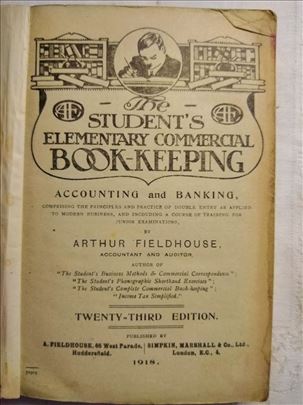 The
STUDENT'S
ELEMENTARY COMMERCIAL
BOOK-KEEPING
ACCOUNTING and BANKING,
COMPRISING THE PRINCIPLES AND PRACTICE OF DOUBLE ENTRY AS APPLIED
TO MODERN BUSINESS, AND INCLUDING A COURSE OF TRAINING FOR
JUNIOR EXAMINATIONS,
BY
ARTHUR FIELDHOUSE,
ACCOUNTANT AND AUDITOR,
AUTHOR OF
"The Student's Business Methods & Commercial Correspondence";
"The Student's Phonographic Shorthand Exercises";
"The Student's Complete Commercial Book-keeping";
"Income Tax Simplified."
TWENTY-THIRD EDITION.
PUBLISHED BY
A. FIELDHOUSE, 66 West Parade,
Huddersfield.
SIMPKIN, MARSHALL & Co., Ltd.,
London, E.C., 4.
1918.